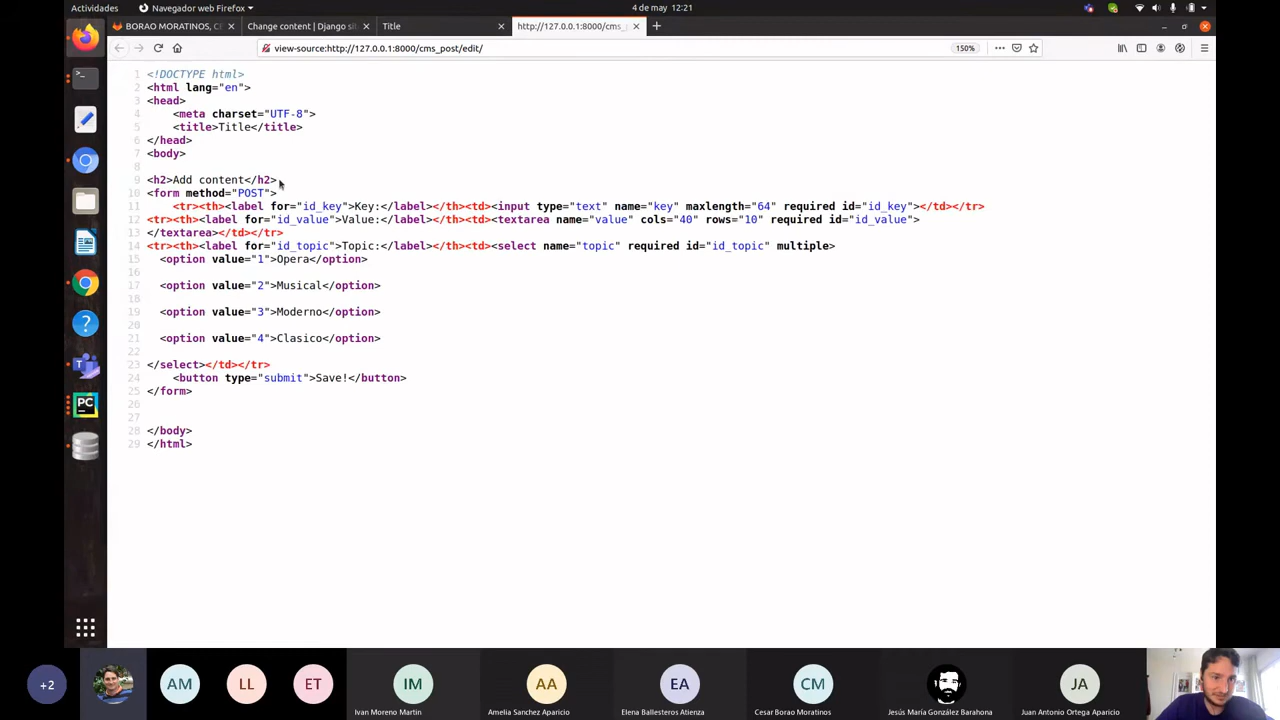 Actividades
Navegador web Firefox
4 de may 12:21
BORAO MORATINOS, CE
Change content | Django sit
Title
http://127.0.0.1:8000/cms_p
view-source:http://127.0.0.1:8000/cms_post/edit/
150%
1 <!DOCTYPE html>
2 <html lang="en">
3 <head>
4     <meta charset="UTF-8">
5     <title>Title</title>
6 </head>
7 <body>
8
9 <h2>Add content</h2>
10 <form method="POST">
11     <tr><th><label for="id_key">Key:</label></th><td><input type="text" name="key" maxlength="64" required id="id_key"></td></tr>
12 <tr><th><label for="id_value">Value:</label></th><td><textarea name="value" cols="40" rows="10" required id="id_value">
13 </textarea></td></tr>
14 <tr><th><label for="id_topic">Topic:</label></th><td><select name="topic" required id="id_topic" multiple>
15   <option value="1">Opera</option>
16
17   <option value="2">Musical</option>
18
19   <option value="3">Moderno</option>
20
21   <option value="4">Clasico</option>
22
23 </select></td></tr>
24     <button type="submit">Save!</button>
25 </form>
26
27
28 </body>
29 </html>
PC
+2
AM
LL
ET
IM
AA
EA
CM
JA
Ivan Moreno Martin
Amelia Sanchez Aparicio
Elena Ballesteros Atienza
Cesar Borao Moratinos
Jesús María González Barahona
Juan Antonio Ortega Aparicio